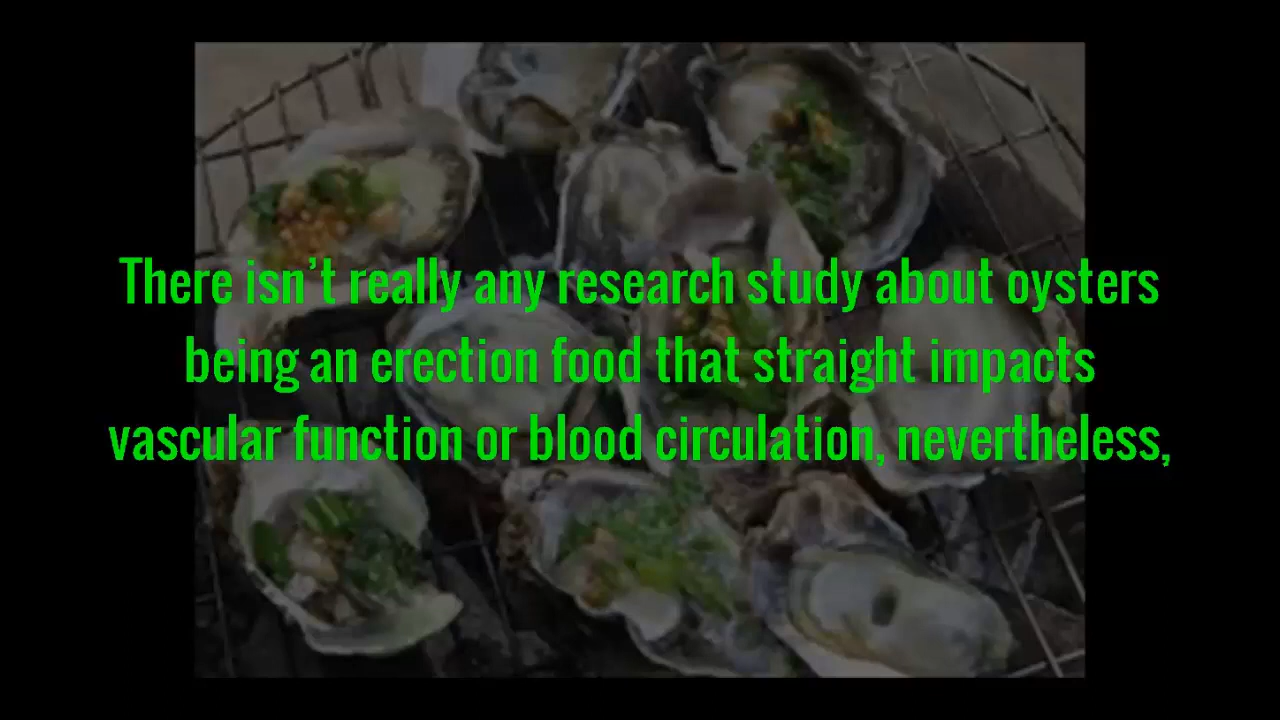 There isn’t really any research study about oysters
being an erection food that straight impacts
vascular function or blood circulation, nevertheless,